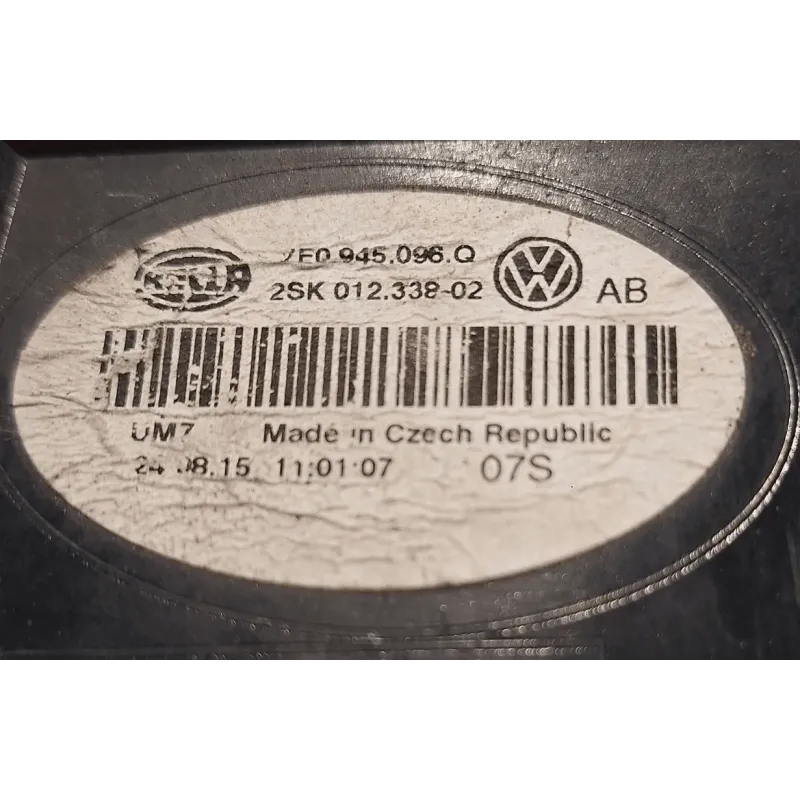 HELLA 7E0.945.096.Q
2SK 012.338-02 AB
UM7 Made in Czech Republic
24.08.15 11:01:07 07S